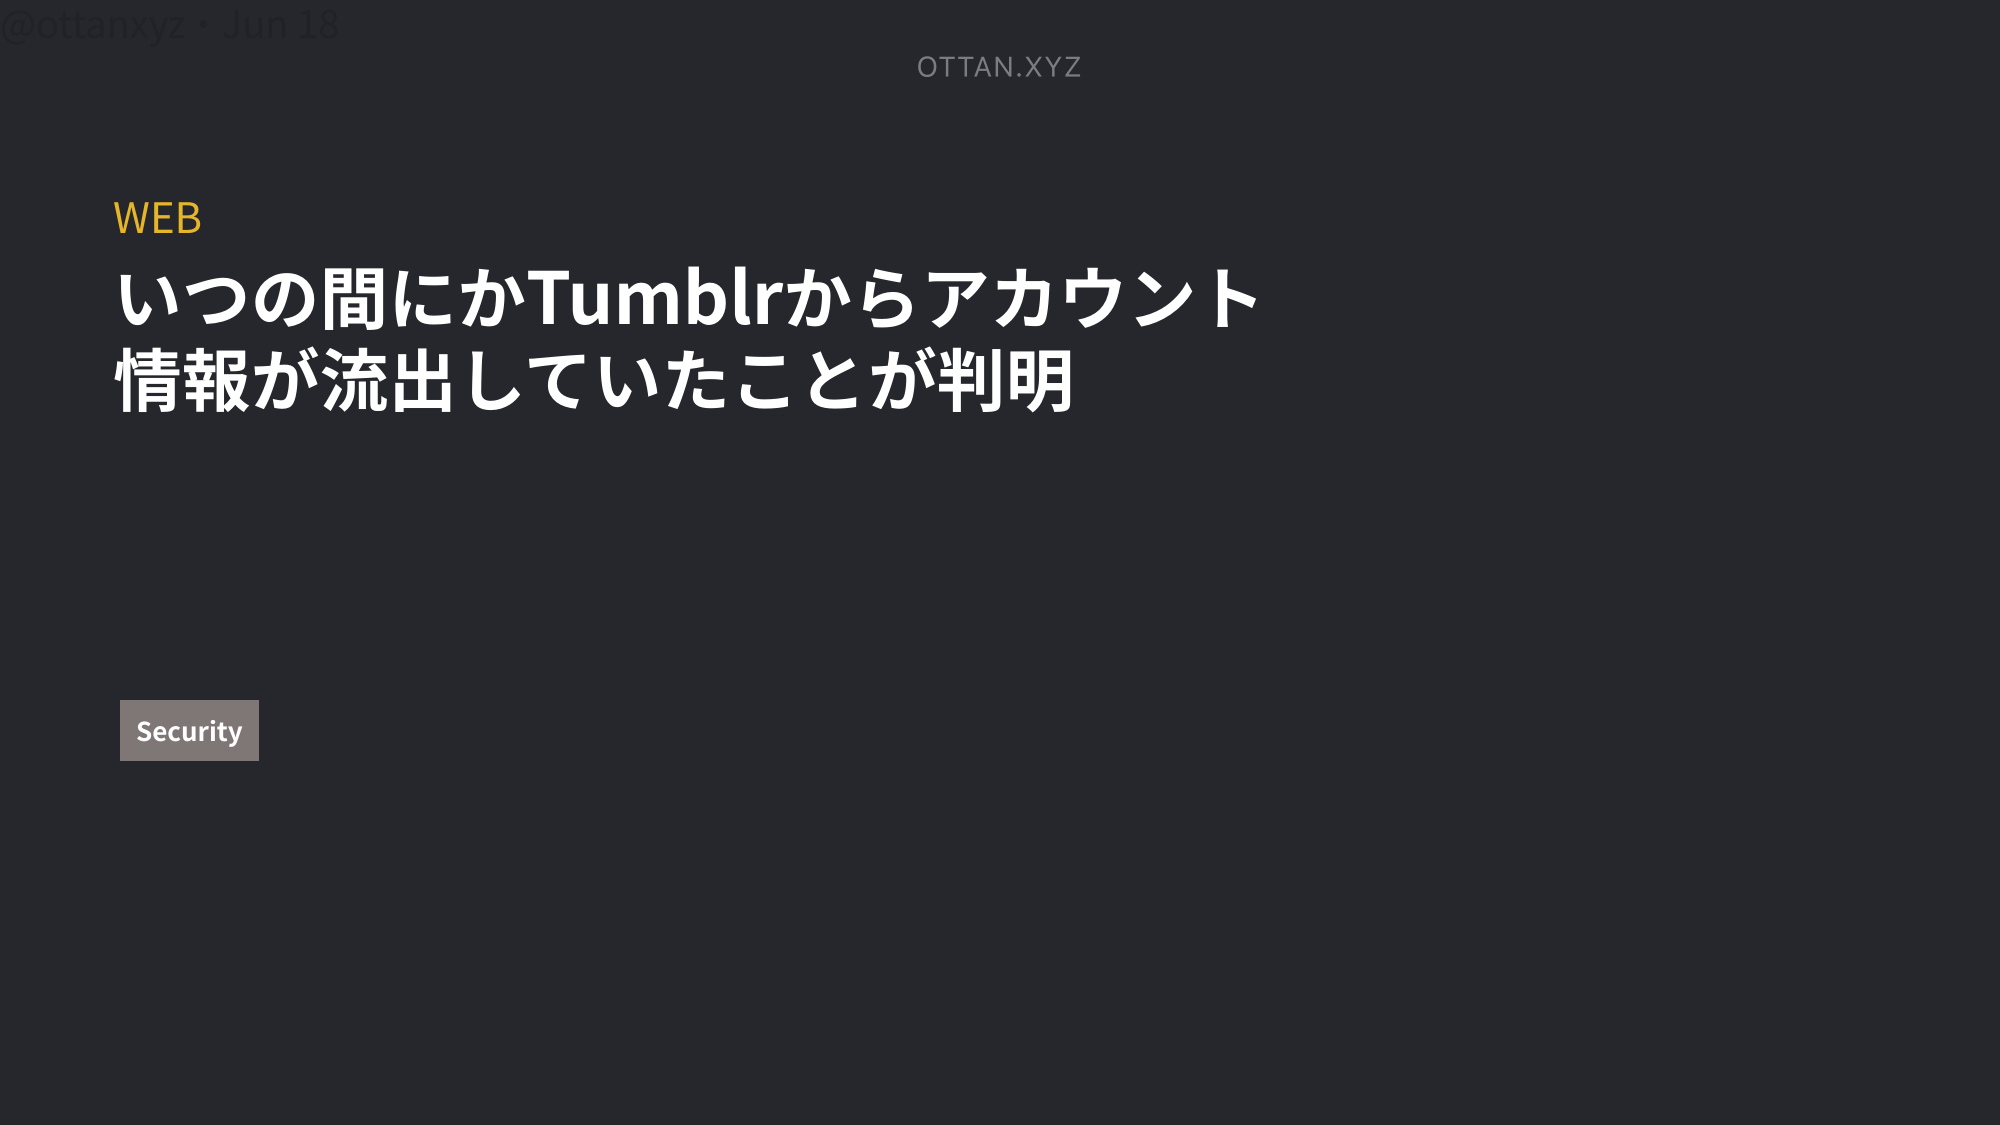 @ottanxyz・Jun 18
OTTAN.XYZ
WEB
いつの間にかTumblrからアカウント
情報が流出していたことが判明
Security